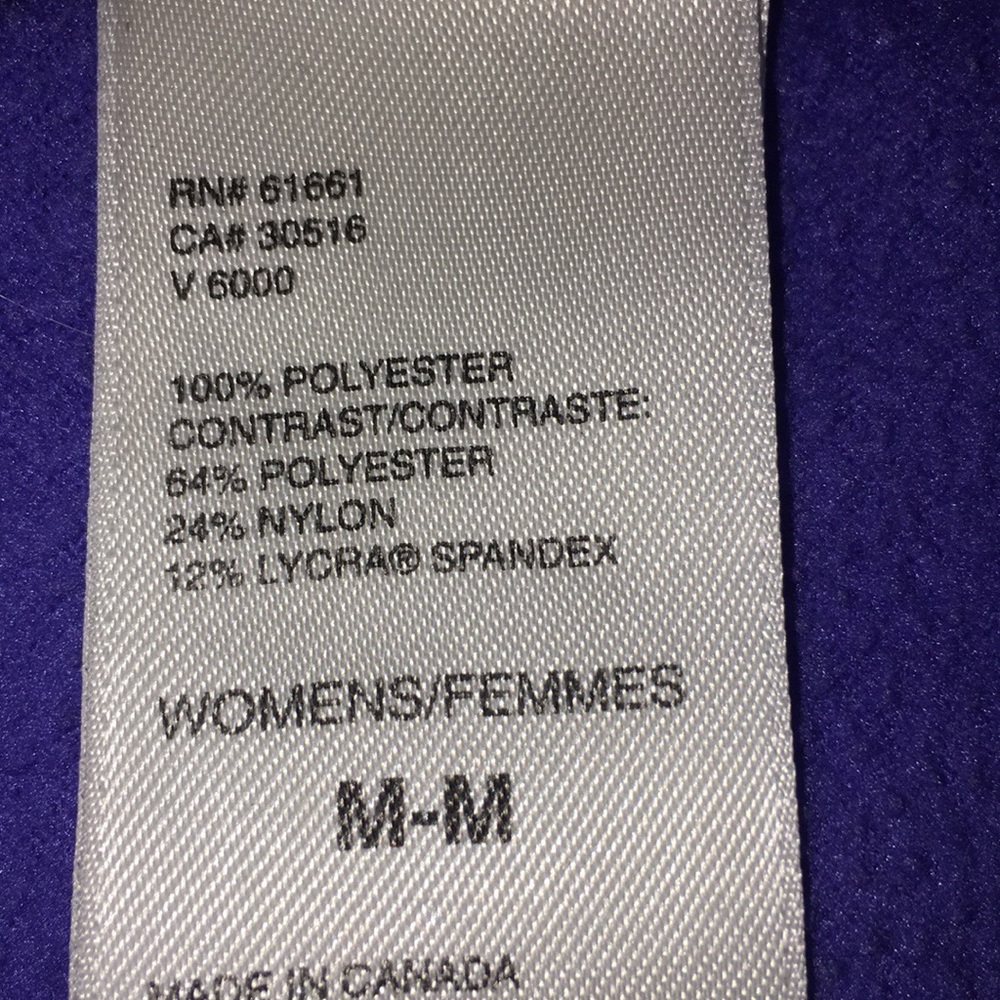 RN# 61661
CA# 30516
V 6000
100% POLYESTER
CONTRAST/CONTRASTE:
64% POLYESTER
24% NYLON
12% LYCRA® SPANDEX
WOMENS/FEMMES
M-M
MADE IN CANADA